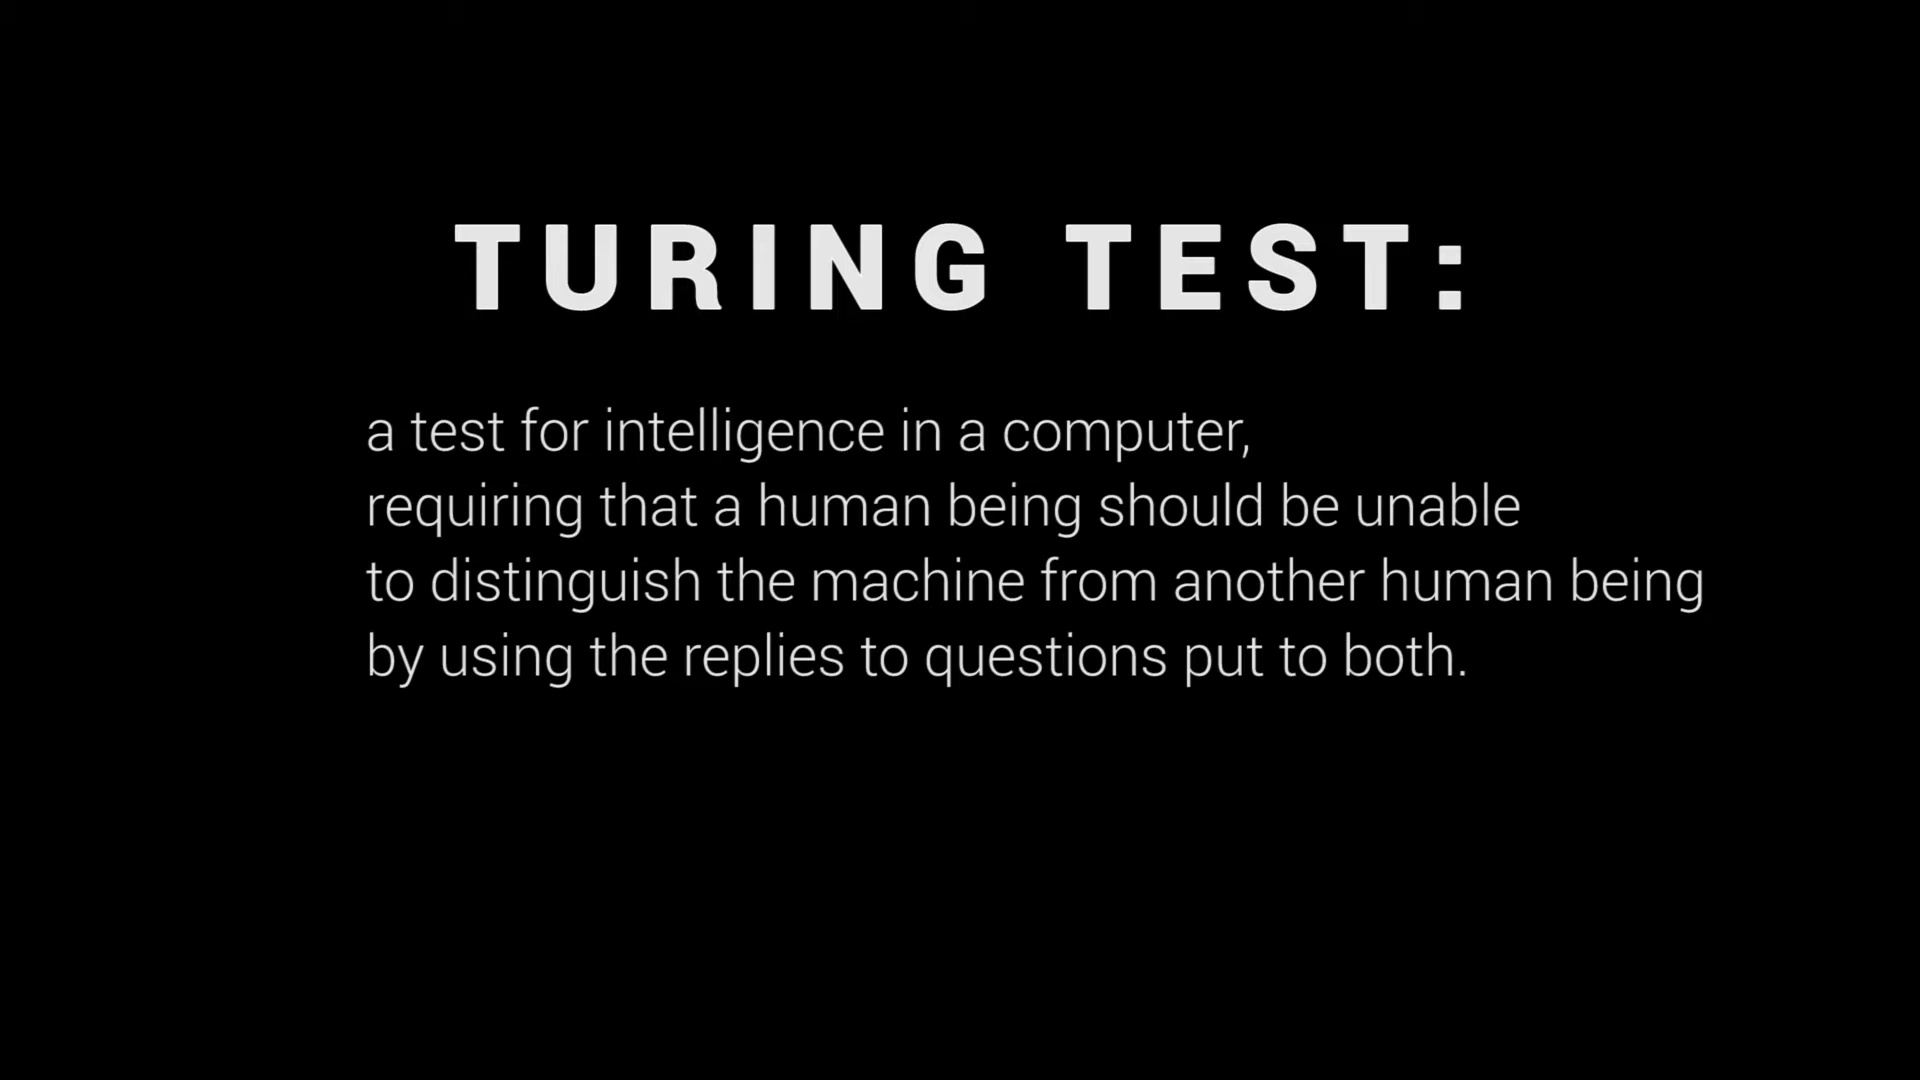 TURING TEST:
a test for intelligence in a computer,
requiring that a human being should be unable
to distinguish the machine from another human being
by using the replies to questions put to both.